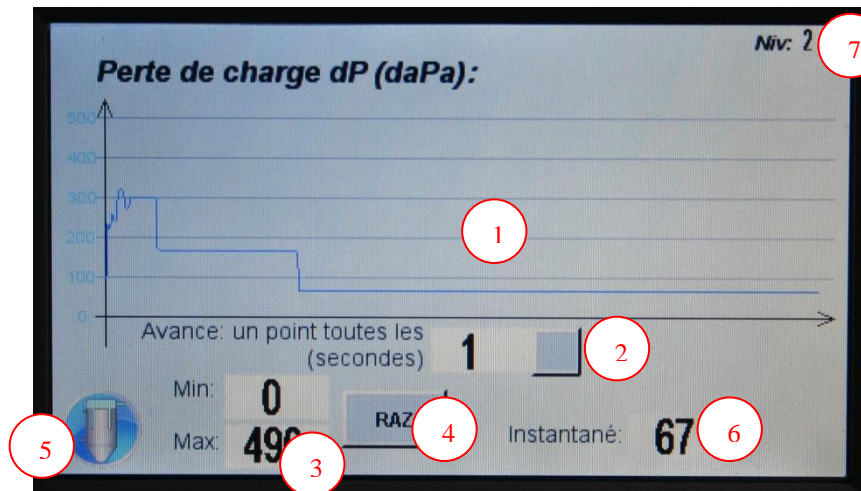 Niv: 2
7
Perte de charge dP (daPa):
500
400
300
200
100
0
1
Avance: un point toutes les
(secondes)
1
2
Min:
0
Max:
3
RAZ
4
Instantané:
67
6
5